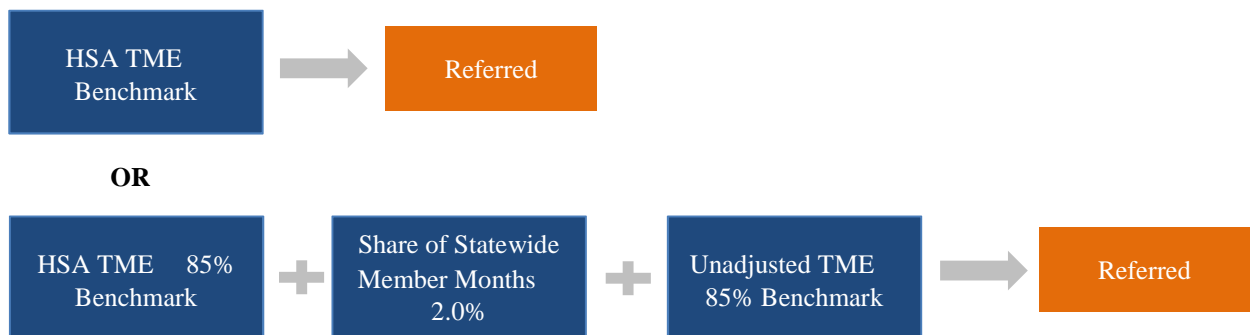 HSA TME
Benchmark
Referred
OR
HSA TME 85%
Benchmark
Share of Statewide
Member Months
2.0%
Unadjusted TME
85% Benchmark
Referred